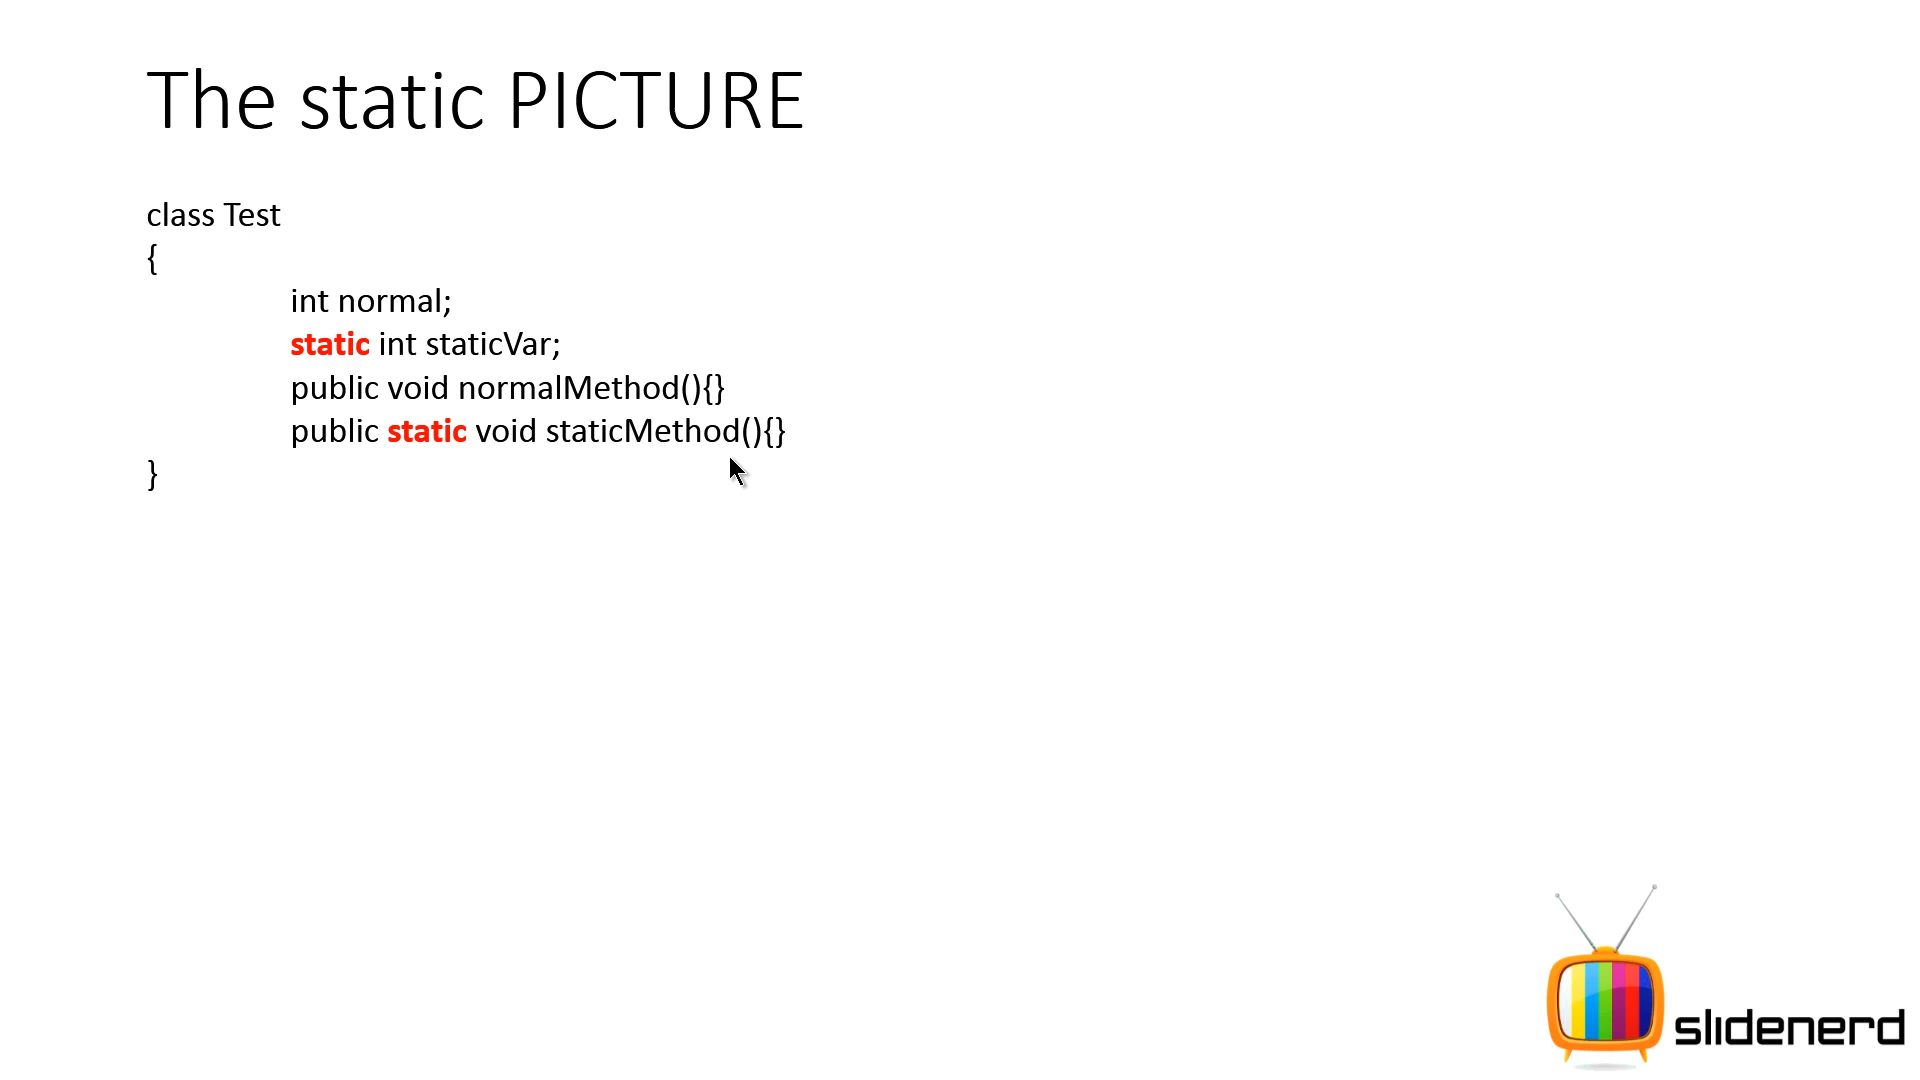 The static PICTURE
class Test
{
int normal;
static int staticVar;
public void normalMethod(){}
public static void staticMethod(){}
}
slidenerd